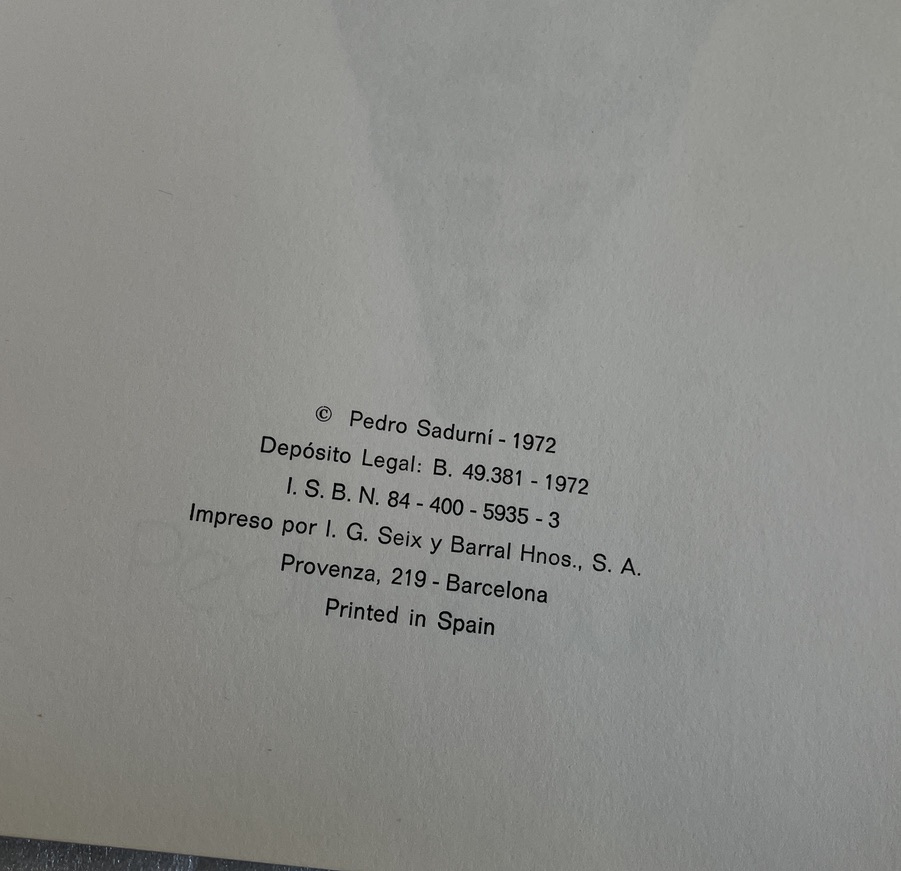 © Pedro Sadurní - 1972
Depósito Legal: B. 49.381 - 1972
I. S. B. N. 84 - 400 - 5935 - 3
Impreso por I. G. Seix y Barral Hnos., S. A.
Provenza, 219 - Barcelona
Printed in Spain